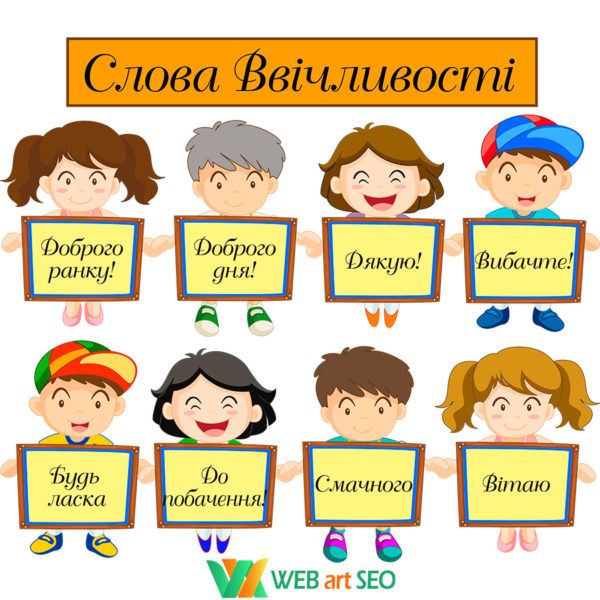 Слова Ввічливості
Доброго
ранку!
Доброго
дня!
Дякую!
Вибачте!
Будь
ласка
До
побачення!
Смачного
Вітаю
WEB art SEO